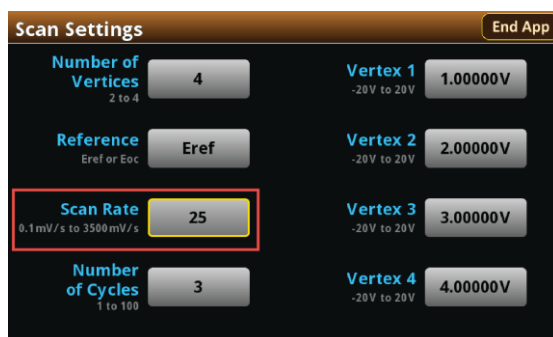 Scan Settings
End App
Number of
Vertices
2 to 4
4
Vertex 1
-20V to 20V
1.00000V
Reference
Eref or Eoc
Eref
Vertex 2
-20V to 20V
2.00000V
Scan Rate
0.1mV/s to 3500mV/s
25
Vertex 3
-20V to 20V
3.00000V
Number
of Cycles
1 to 100
3
Vertex 4
-20V to 20V
4.00000V